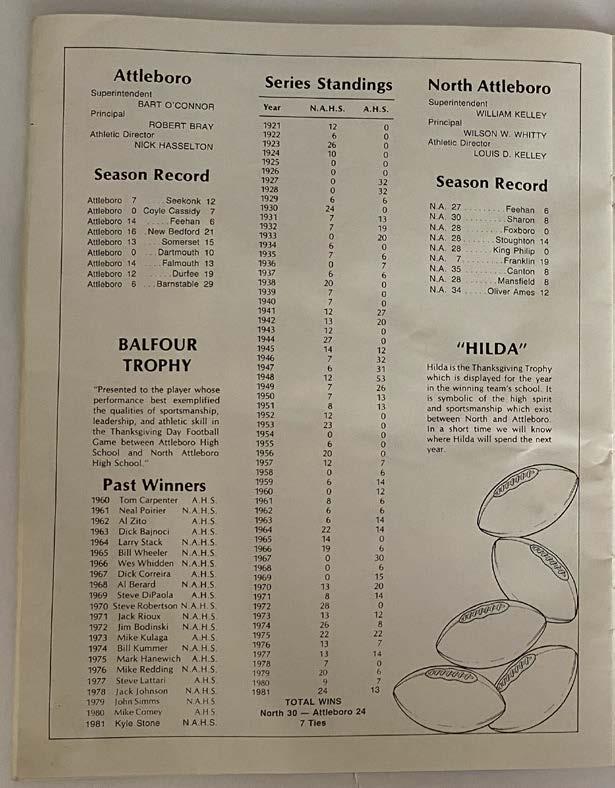 Attleboro
Superintendent
BART O'CONNOR
Principal
ROBERT BRAY
Athletic Director
NICK HASSELTON
Season Record
Attleboro 7 ..... Seekonk 12
Attleboro 0 Coyle Cassidy 7
Attleboro 14 ..... Feehan 6
Attleboro 16 .New Bedford 21
Attleboro 13 .... Somerset 15
Attleboro 0 ... Dartmouth 10
Attleboro 14 .... Falmouth 13
Attleboro 12 ...... Durfee 19
Attleboro 6 ... Barnstable 29
BALFOUR
TROPHY
"Presented to the player whose
performance best exemplified
the qualities of sportsmanship,
leadership, and athletic skill in
the Thanksgiving Day Football
Game between Attleboro High
School and North Attleboro
High School."
Past Winners
1960 Tom Carpenter A.H.S.
1961 Neal Poirier N.A.H.S.
1962 Al Zito A.H.S.
1963 Dick Bajnoci A.H.S.
1964 Larry Stack N.A.H.S.
1965 Bill Wheeler N.A.H.S.
1966 Wes Whidden N.A.H.S.
1967 Dick Correira A.H.S.
1968 Al Berard N.A.H.S.
1969 Steve DiPaola A.H.S.
1970 Steve Robertson N.A.H.S.
1971 Jack Rioux N.A.H.S.
1972 Jim Bodinski N.A.H.S.
1973 Mike Kulaga A.H.S.
1974 Bill Kummer N.A.H.S.
1975 Mark Hanewich A.H.S.
1976 Mike Redding N.A.H.S.
1977 Steve Lattari A.H.S.
1978 Jack Johnson N.A.H.S.
1979 John Simms N.A.H.S.
1980 Mike Comey A.H.S.
1981 Kyle Stone N.A.H.S.
Series Standings
Year N.A.H.S. A.H.S.
1921 12 0
1922 6 0
1923 26 0
1924 10 0
1925 0 0
1926 0 0
1927 0 32
1928 0 32
1929 6 6
1930 24 0
1931 7 13
1932 7 19
1933 0 20
1934 6 0
1935 7 6
1936 0 7
1937 6 6
1938 20 0
1939 7 0
1940 7 0
1941 12 27
1942 13 20
1943 12 0
1944 27 0
1945 14 12
1946 7 32
1947 6 31
1948 12 53
1949 7 26
1950 7 13
1951 8 13
1952 12 0
1953 23 0
1954 0 0
1955 6 0
1956 20 0
1957 12 7
1958 0 6
1959 6 14
1960 0 12
1961 8 6
1962 6 6
1963 6 14
1964 22 14
1965 14 0
1966 19 6
1967 0 30
1968 0 6
1969 0 15
1970 13 20
1971 8 14
1972 28 0
1973 13 12
1974 26 8
1975 22 22
1976 13 7
1977 13 14
1978 7 0
1979 20 6
1980 9 7
1981 24 13
TOTAL WINS
North 30 — Attleboro 24
7 Ties
North Attleboro
Superintendent
WILLIAM KELLEY
Principal
WILSON W. WHITTY
Athletic Director
LOUIS D. KELLEY
Season Record
N.A. 27 ......... Feehan 6
N.A. 30 ......... Sharon 8
N.A. 28 ........ Foxboro 0
N.A. 28 ...... Stoughton 14
N.A. 28 ...... King Philip 0
N.A. 7 ........ Franklin 19
N.A. 35 ........ Canton 8
N.A. 28 ...... Mansfield 8
N.A. 34 ..... Oliver Ames 12
"HILDA"
Hilda is the Thanksgiving Trophy
which is displayed for the year
in the winning team's school. It
is symbolic of the high spirit
and sportsmanship which exist
between North and Attleboro.
In a short time we will know
where Hilda will spend the next
year.